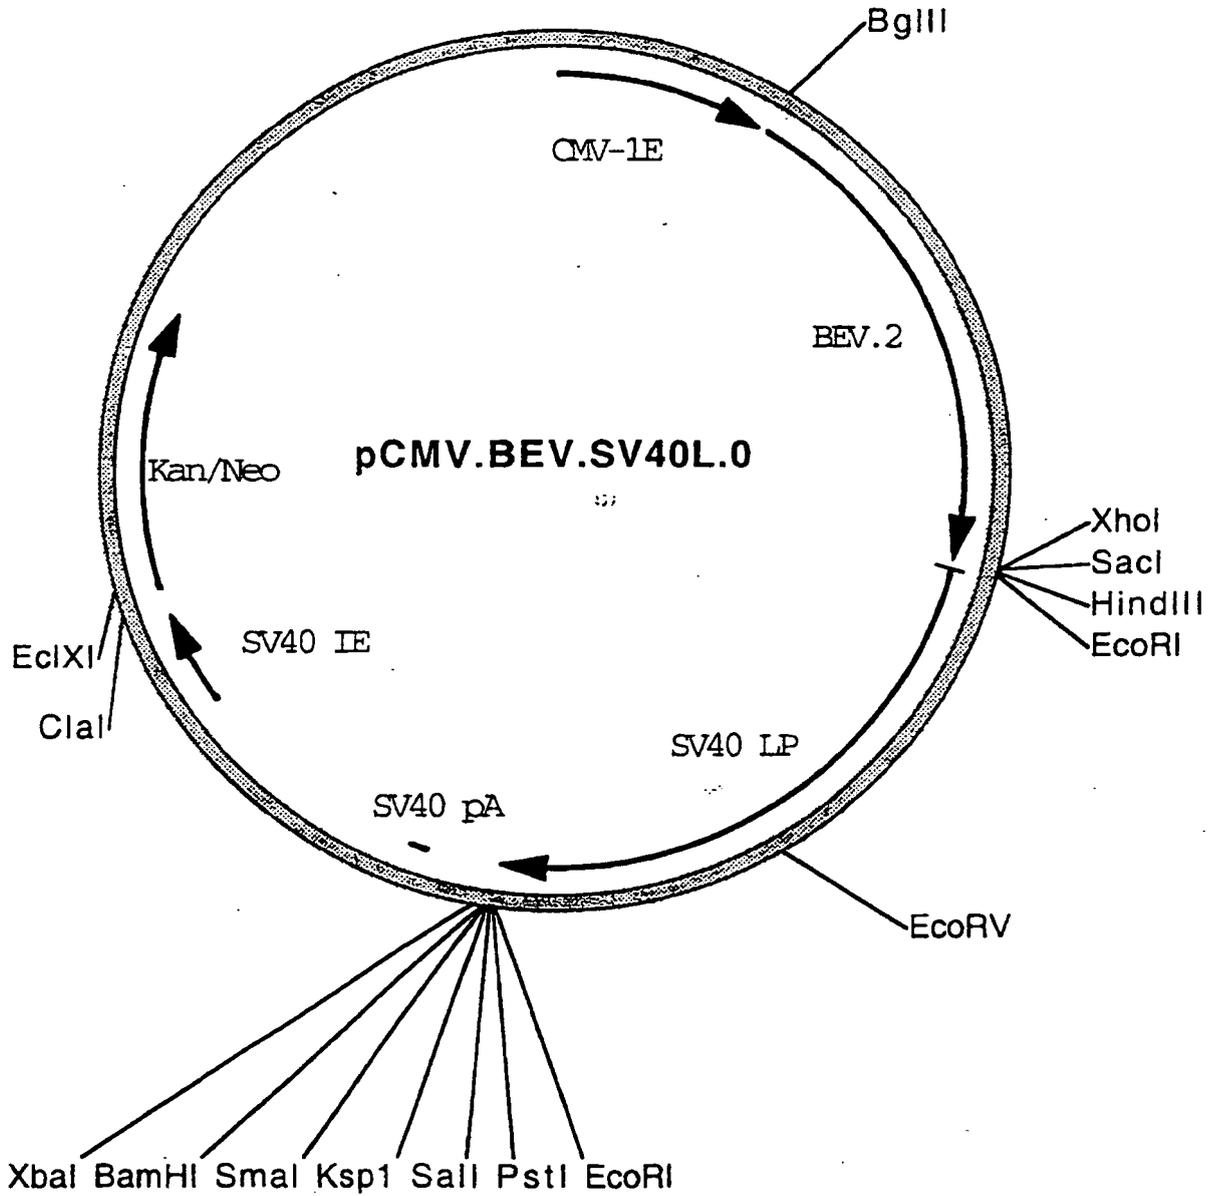 BglII
CMV-1E
BEV.2
pCMV.BEV.SV40L.0
Kan/Neo
XhoI
SacI
HindIII
EcoRI
SV40 IE
EclXI
ClaI
SV40 LP
SV40 pA
EcoRV
XbaI BamHI SmaI Ksp1 SalI PstI EcoRI